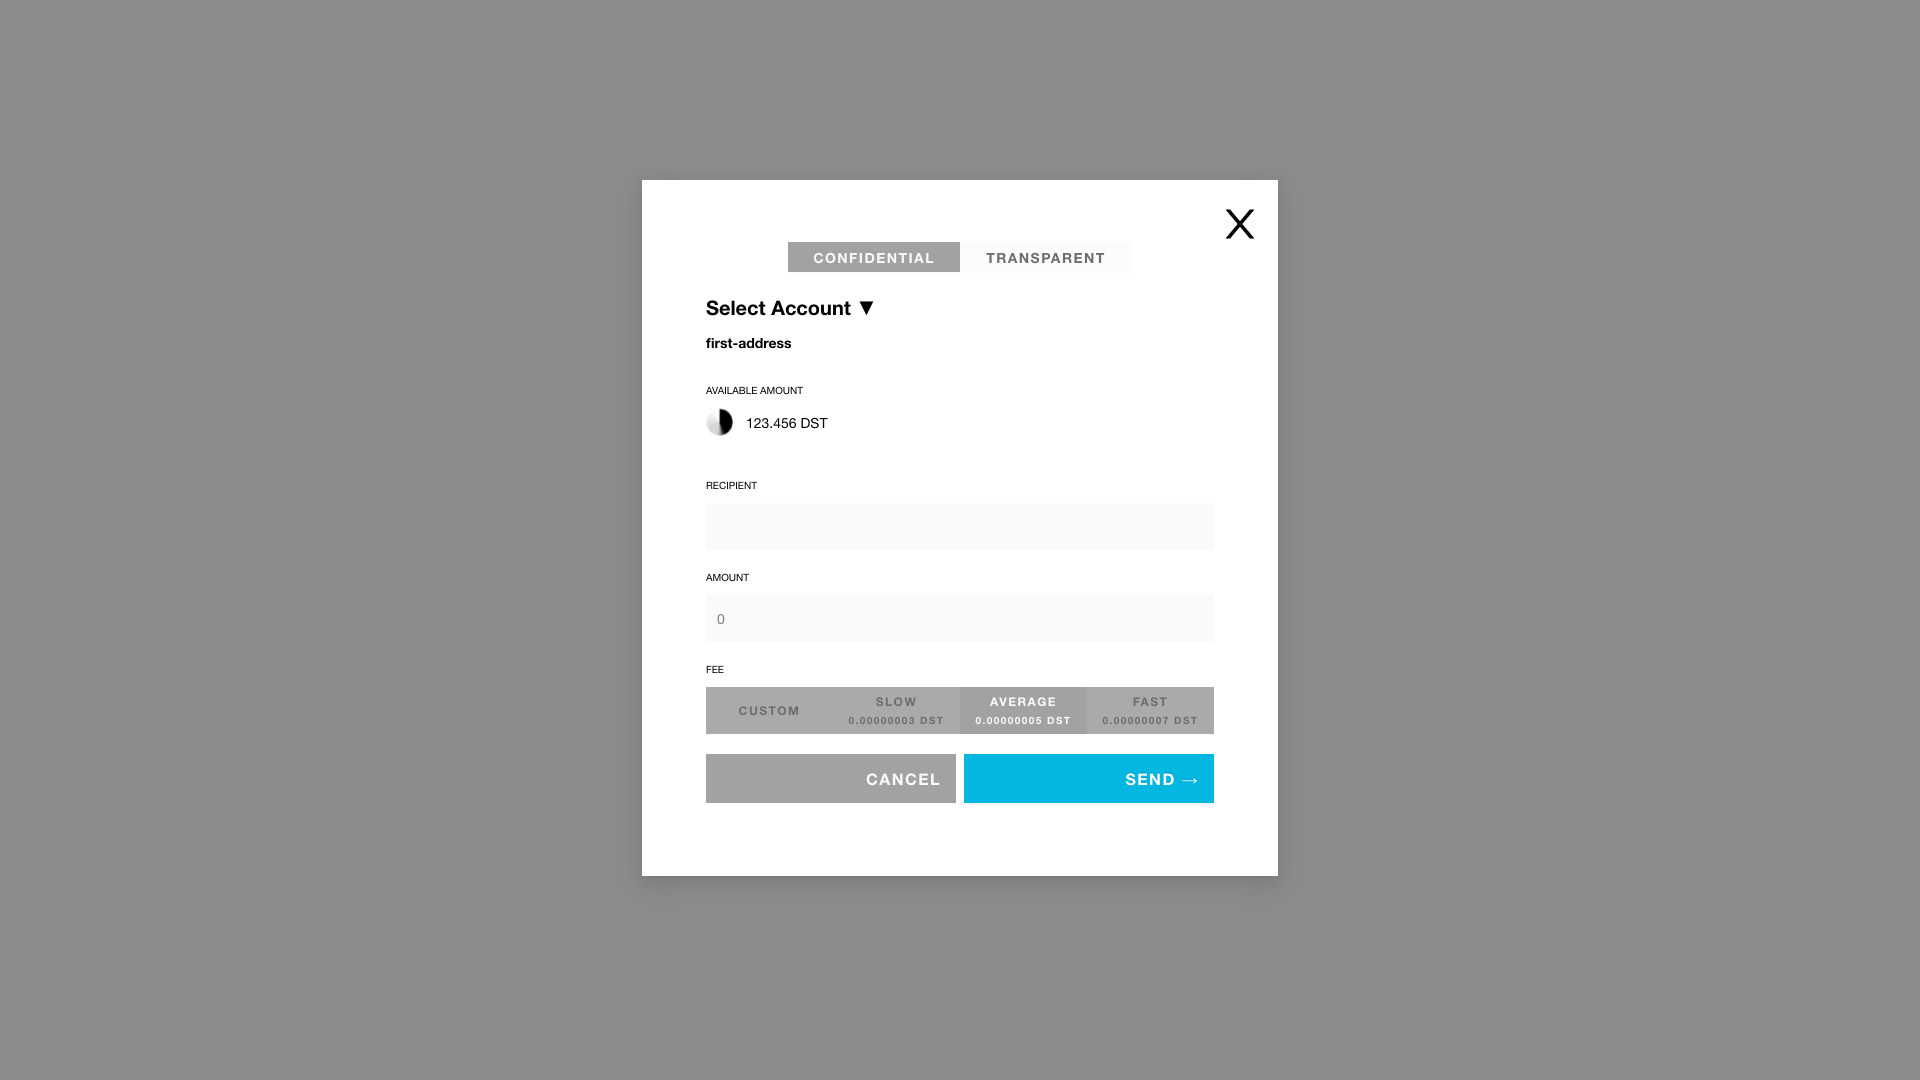 X
CONFIDENTIAL TRANSPARENT
Select Account ▼
first-address
AVAILABLE AMOUNT
123.456 DST
RECIPIENT
AMOUNT
0
FEE
CUSTOM
SLOW
0.00000003 DST
AVERAGE
0.00000005 DST
FAST
0.00000007 DST
CANCEL
SEND →